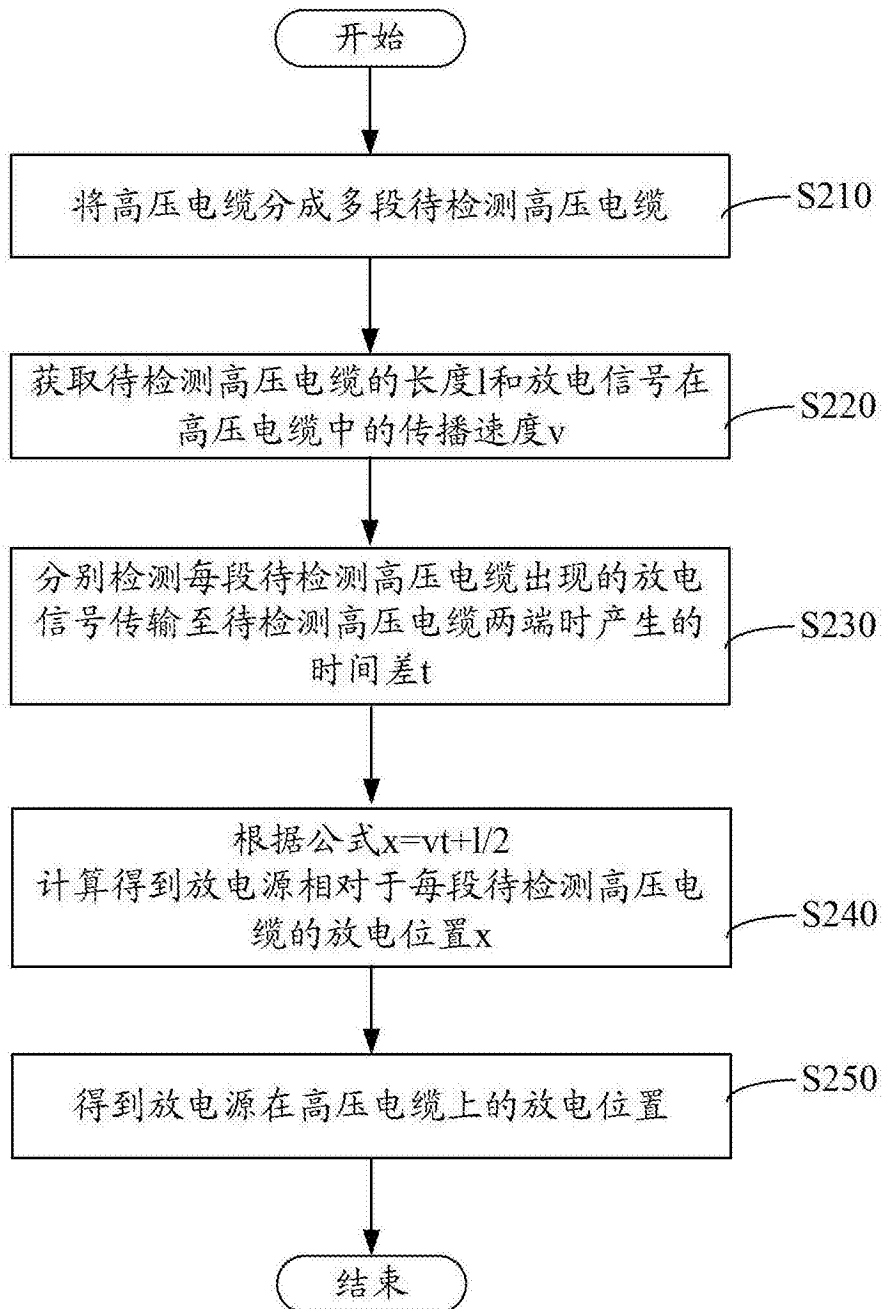 开始
将高压电缆分成多段待检测高压电缆
S210
获取待检测高压电缆的长度l和放电信号在
高压电缆中的传播速度v
S220
分别检测每段待检测高压电缆出现的放电
信号传输至待检测高压电缆两端时产生的
时间差t
S230
根据公式x=vt+l/2
计算得到放电源相对于每段待检测高压电
缆的放电位置x
S240
得到放电源在高压电缆上的放电位置
S250
结束